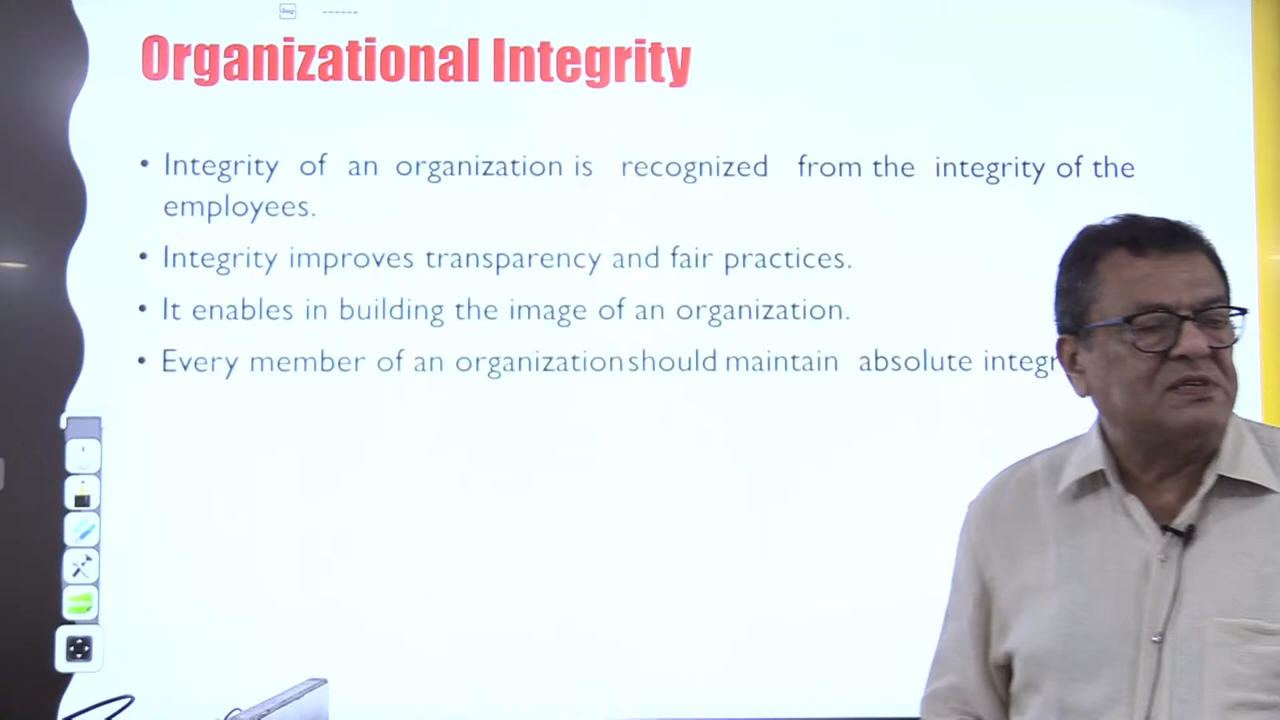 Organizational Integrity
• Integrity of an organization is recognized from the integrity of the
employees.
• Integrity improves transparency and fair practices.
• It enables in building the image of an organization.
• Every member of an organization should maintain absolute